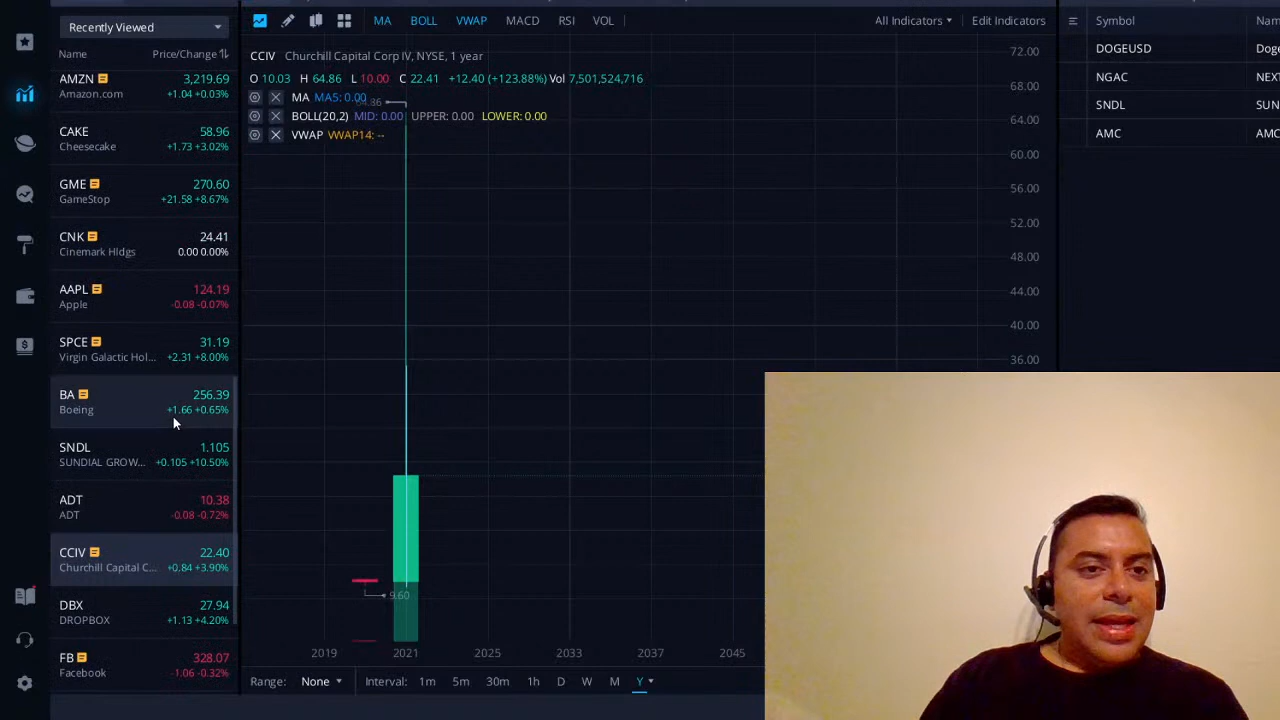 Recently Viewed
MA BOLL VWAP MACD RSI VOL All Indicators Edit Indicators
Symbol
Name Price/Change
AMZN 3,219.69
Amazon.com +1.04 +0.03%
CAKE 58.96
Cheesecake +1.73 +3.02%
GME 270.60
GameStop +21.58 +8.67%
CNK 24.41
Cinemark Hldgs 0.00 0.00%
AAPL 124.19
Apple -0.08 -0.07%
SPCE 31.19
Virgin Galactic Hol... +2.31 +8.00%
BA 256.39
Boeing +1.66 +0.65%
SNDL 1.105
SUNDIAL GROW... +0.105 +10.50%
ADT 10.38
ADT -0.08 -0.72%
CCIV 22.40
Churchill Capital C... +0.84 +3.90%
DBX 27.94
DROPBOX +1.13 +4.20%
FB 328.07
Facebook -1.06 -0.32%
CCIV Churchill Capital Corp IV, NYSE, 1 year
O 10.03 H 64.86 L 10.00 C 22.41 +12.40 (+123.88%) Vol 7,501,524,716
MA MA5: 0.00
BOLL(20,2) MID: 0.00 UPPER: 0.00 LOWER: 0.00
VWAP VWAP14: --
72.00
68.00
64.00
60.00
56.00
52.00
48.00
44.00
40.00
36.00
9.60
2019 2021 2025 2033 2037 2045
Range: None Interval: 1m 5m 30m 1h D W M Y
DOGEUSD
NGAC
SNDL
AMC